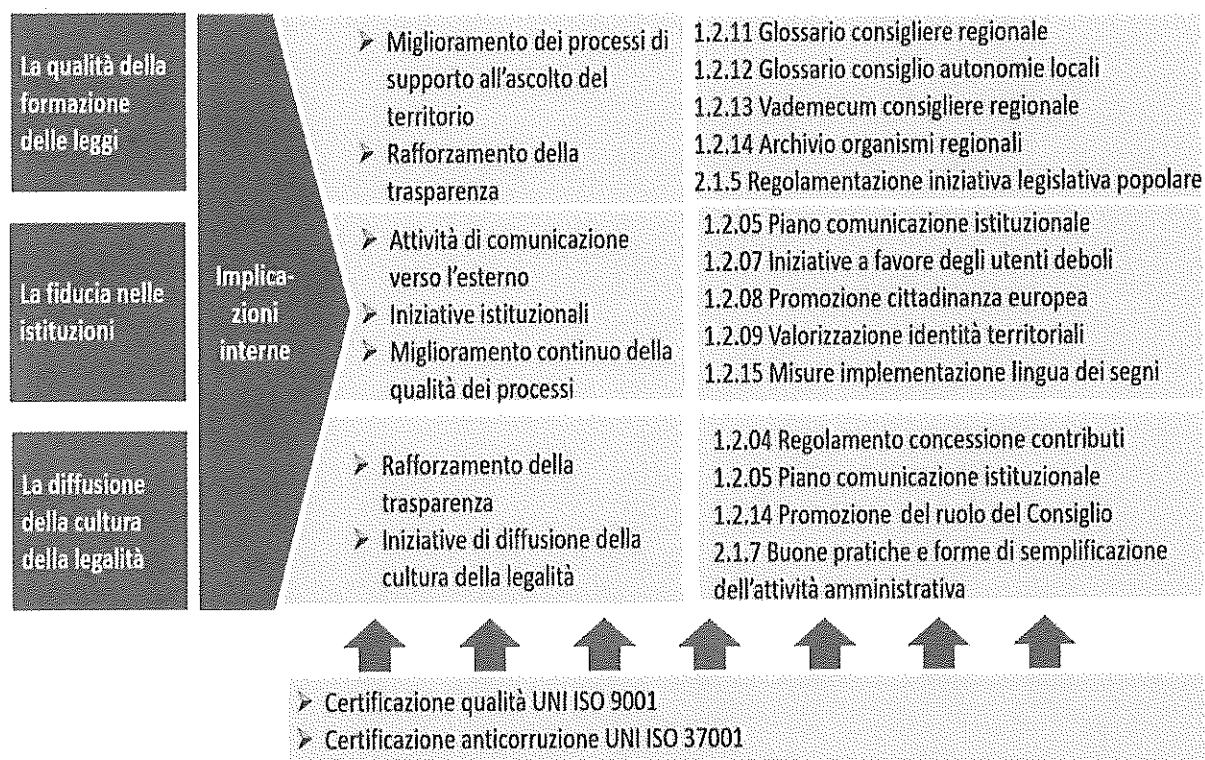 La qualità della
formazione
delle leggi
La fiducia nelle
istituzioni
La diffusione
della cultura
della legalità
Implica-
zioni
interne
➢ Miglioramento dei processi di
supporto all'ascolto del
territorio
➢ Rafforzamento della
trasparenza
1.2.11 Glossario consigliere regionale
1.2.12 Glossario consiglio autonomie locali
1.2.13 Vademecum consigliere regionale
1.2.14 Archivio organismi regionali
2.1.5 Regolamentazione iniziativa legislativa popolare
➢ Attività di comunicazione
verso l'esterno
➢ Iniziative istituzionali
➢ Miglioramento continuo della
qualità dei processi
1.2.05 Piano comunicazione istituzionale
1.2.07 Iniziative a favore degli utenti deboli
1.2.08 Promozione cittadinanza europea
1.2.09 Valorizzazione identità territoriali
1.2.15 Misure implementazione lingua dei segni
➢ Rafforzamento della
trasparenza
➢ Iniziative di diffusione della
cultura della legalità
1.2.04 Regolamento concessione contributi
1.2.05 Piano comunicazione istituzionale
1.2.14 Promozione del ruolo del Consiglio
2.1.7 Buone pratiche e forme di semplificazione
dell'attività amministrativa
➢ Certificazione qualità UNI ISO 9001
➢ Certificazione anticorruzione UNI ISO 37001